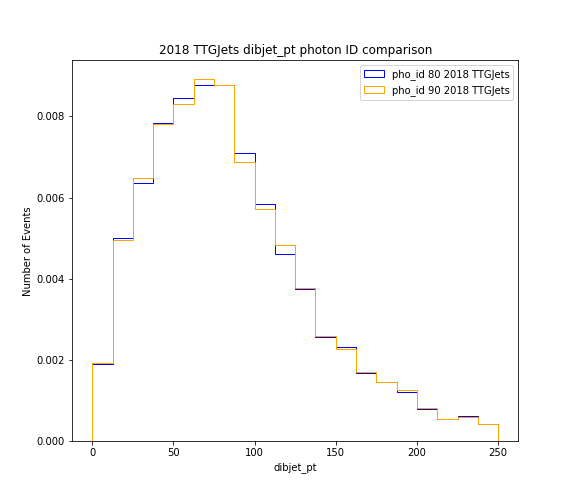 2018 TTGJets dibjet_pt photon ID comparison
pho_id 80 2018 TTGJets
pho_id 90 2018 TTGJets
Number of Events
0.008
0.006
0.004
0.002
0.000
0
50
100
150
200
250
dibjet_pt